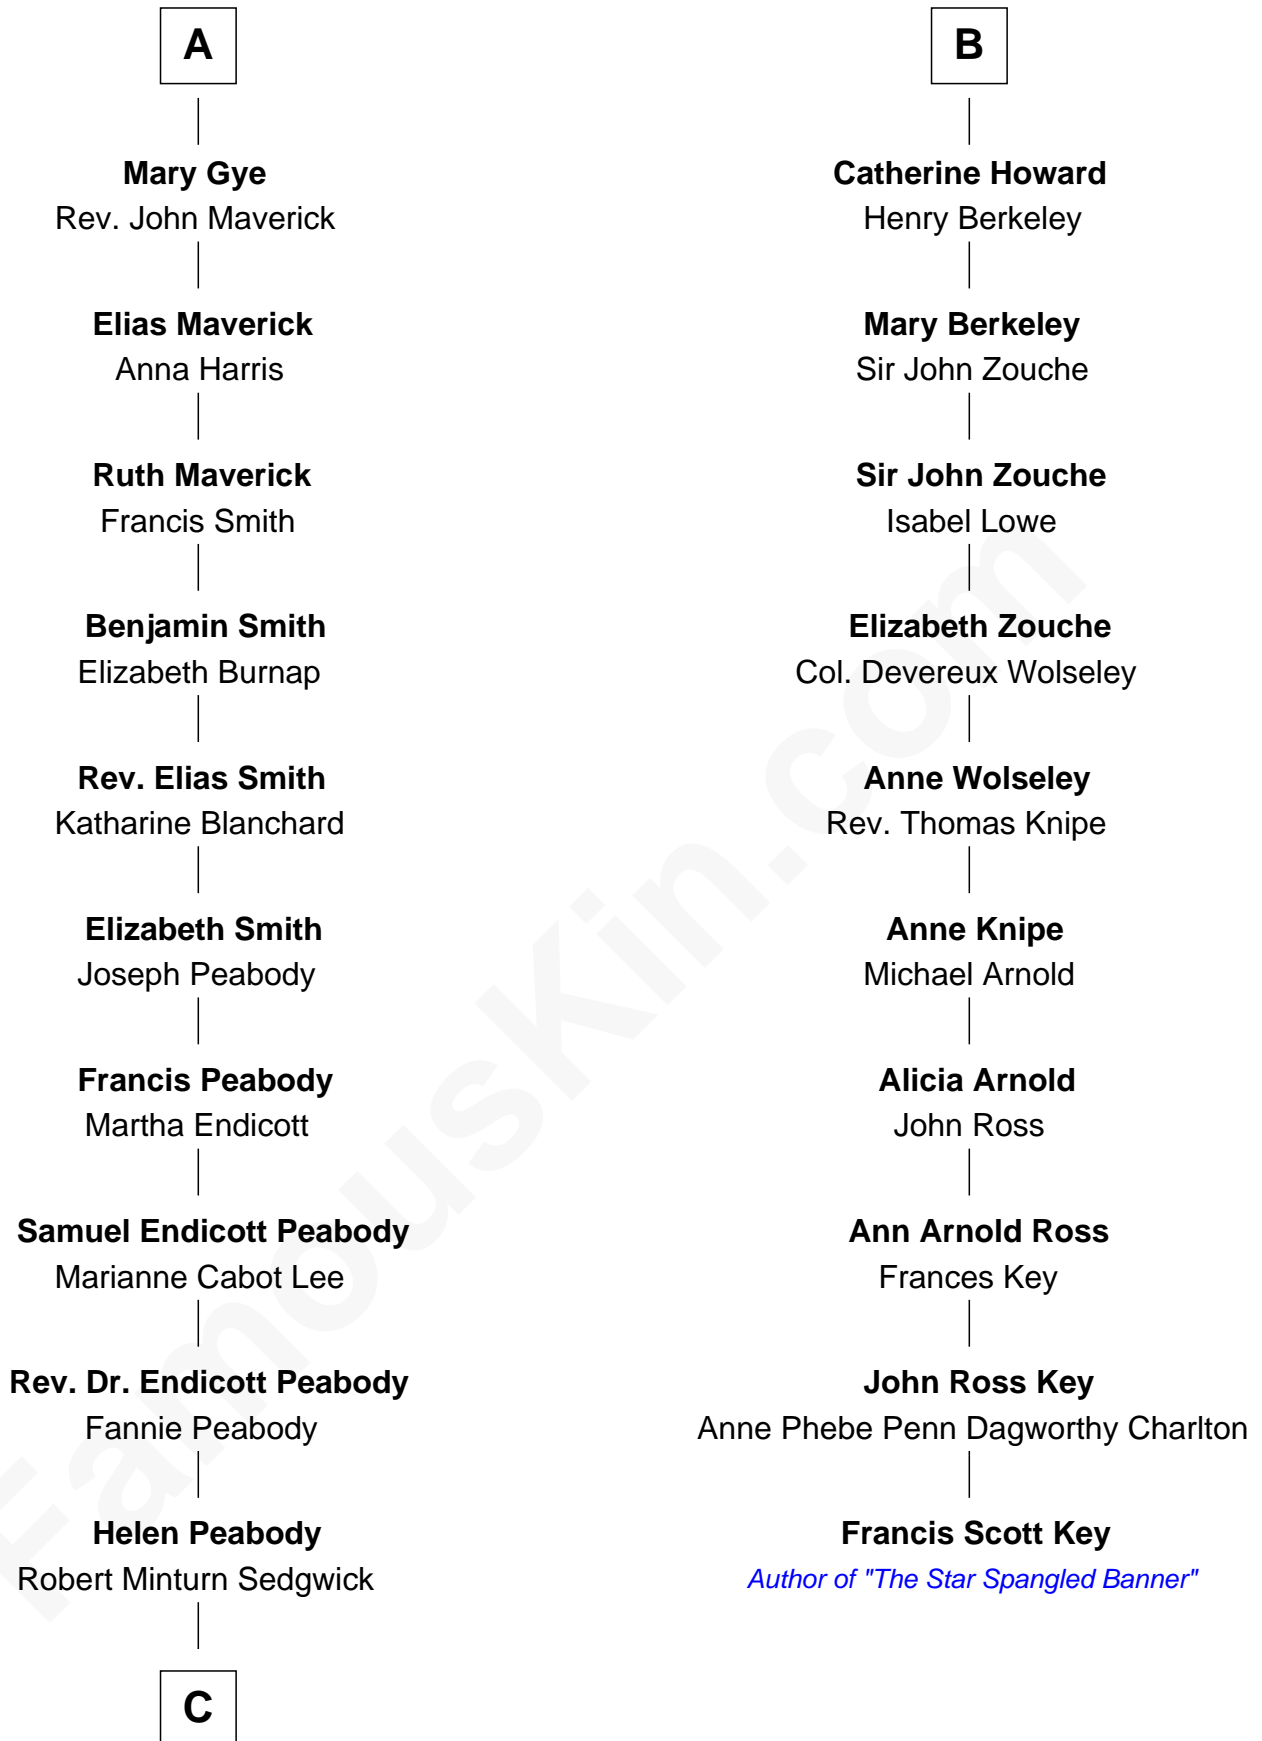 A
Mary Gye
Rev. John Maverick
Elias Maverick
Anna Harris
Ruth Maverick
Francis Smith
Benjamin Smith
Elizabeth Burnap
Rev. Elias Smith
Katharine Blanchard
Elizabeth Smith
Joseph Peabody
Francis Peabody
Martha Endicott
Samuel Endicott Peabody
Marianne Cabot Lee
Rev. Dr. Endicott Peabody
Fannie Peabody
Helen Peabody
Robert Minturn Sedgwick
C
B
Catherine Howard
Henry Berkeley
Mary Berkeley
Sir John Zouche
Sir John Zouche
Isabel Lowe
Elizabeth Zouche
Col. Devereux Wolseley
Anne Wolseley
Rev. Thomas Knipe
Anne Knipe
Michael Arnold
Alicia Arnold
John Ross
Ann Arnold Ross
Frances Key
John Ross Key
Anne Phebe Penn Dagworthy Charlton
Francis Scott Key
Author of "The Star Spangled Banner"
FamousKin.com